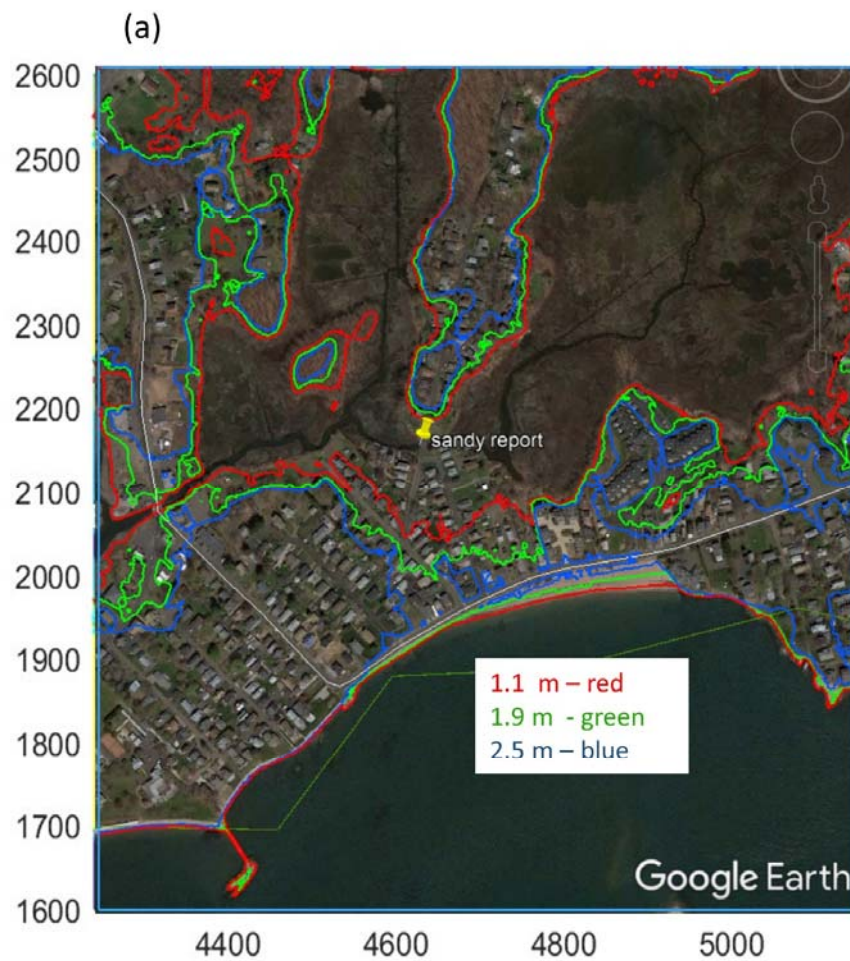 (a)
2600
2500
2400
2300
2200
sandy report
2100
2000
1900
1.1 m – red
1.9 m - green
2.5 m – blue
1800
1700
Google Earth
1600
4400 4600 4800 5000